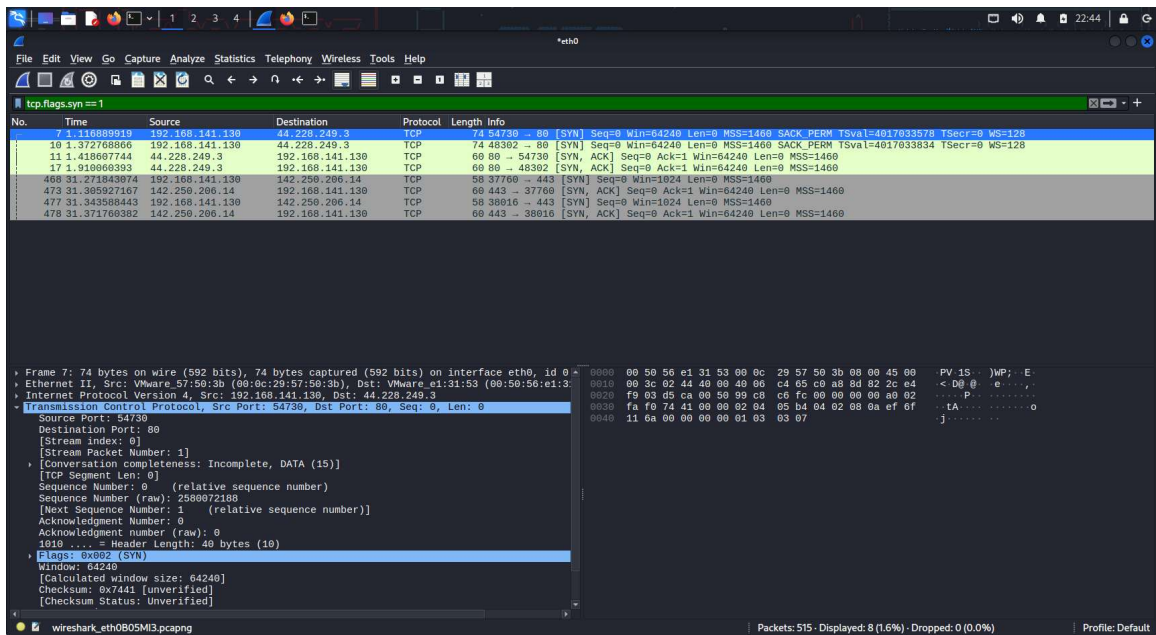 1 2 3 4 22:44
*eth0
File Edit View Go Capture Analyze Statistics Telephony Wireless Tools Help
tcp.flags.syn == 1
No. Time Source Destination Protocol Length Info
7 1.116889919 192.168.141.130 44.228.249.3 TCP 74 54730 → 80 [SYN] Seq=0 Win=64240 Len=0 MSS=1460 SACK_PERM TSval=4017033578 TSecr=0 WS=128
10 1.372768866 192.168.141.130 44.228.249.3 TCP 74 48302 → 80 [SYN] Seq=0 Win=64240 Len=0 MSS=1460 SACK_PERM TSval=4017033834 TSecr=0 WS=128
11 1.418607744 44.228.249.3 192.168.141.130 TCP 60 80 → 54730 [SYN, ACK] Seq=0 Ack=1 Win=64240 Len=0 MSS=1460
17 1.910060393 44.228.249.3 192.168.141.130 TCP 60 80 → 48302 [SYN, ACK] Seq=0 Ack=1 Win=64240 Len=0 MSS=1460
468 31.271843074 192.168.141.130 142.250.206.14 TCP 58 37760 → 443 [SYN] Seq=0 Win=1024 Len=0 MSS=1460
473 31.305927167 142.250.206.14 192.168.141.130 TCP 60 443 → 37760 [SYN, ACK] Seq=0 Ack=1 Win=64240 Len=0 MSS=1460
477 31.343588443 192.168.141.130 142.250.206.14 TCP 58 38016 → 443 [SYN] Seq=0 Win=1024 Len=0 MSS=1460
478 31.371760382 142.250.206.14 192.168.141.130 TCP 60 443 → 38016 [SYN, ACK] Seq=0 Ack=1 Win=64240 Len=0 MSS=1460
Frame 7: 74 bytes on wire (592 bits), 74 bytes captured (592 bits) on interface eth0, id 0
Ethernet II, Src: VMware_57:50:3b (00:0c:29:57:50:3b), Dst: VMware_e1:31:53 (00:50:56:e1:3
Internet Protocol Version 4, Src: 192.168.141.130, Dst: 44.228.249.3
Transmission Control Protocol, Src Port: 54730, Dst Port: 80, Seq: 0, Len: 0
Source Port: 54730
Destination Port: 80
[Stream index: 0]
[Stream Packet Number: 1]
[Conversation completeness: Incomplete, DATA (15)]
[TCP Segment Len: 0]
Sequence Number: 0 (relative sequence number)
Sequence Number (raw): 2580072188
[Next Sequence Number: 1 (relative sequence number)]
Acknowledgment Number: 0
Acknowledgment number (raw): 0
1010 .... = Header Length: 40 bytes (10)
Flags: 0x002 (SYN)
Window: 64240
[Calculated window size: 64240]
Checksum: 0x7441 [unverified]
[Checksum Status: Unverified]
0000 00 50 56 e1 31 53 00 0c 29 57 50 3b 08 00 45 00 ·PV·1S·· )WP;··E·
0010 00 3c 02 44 40 00 40 06 c4 65 c0 a8 8d 82 2c e4 ·<·D@·@· ·e····,·
0020 f9 03 d5 ca 00 50 99 c8 c6 fc 00 00 00 00 a0 02 ·····P·· ········
0030 fa f0 74 41 00 00 02 04 05 b4 04 02 08 0a ef 6f ··tA···· ·······o
0040 11 6a 00 00 00 00 01 03 03 07 ·j······ ··
wireshark_eth0B05MI3.pcapng Packets: 515 · Displayed: 8 (1.6%) · Dropped: 0 (0.0%) Profile: Default